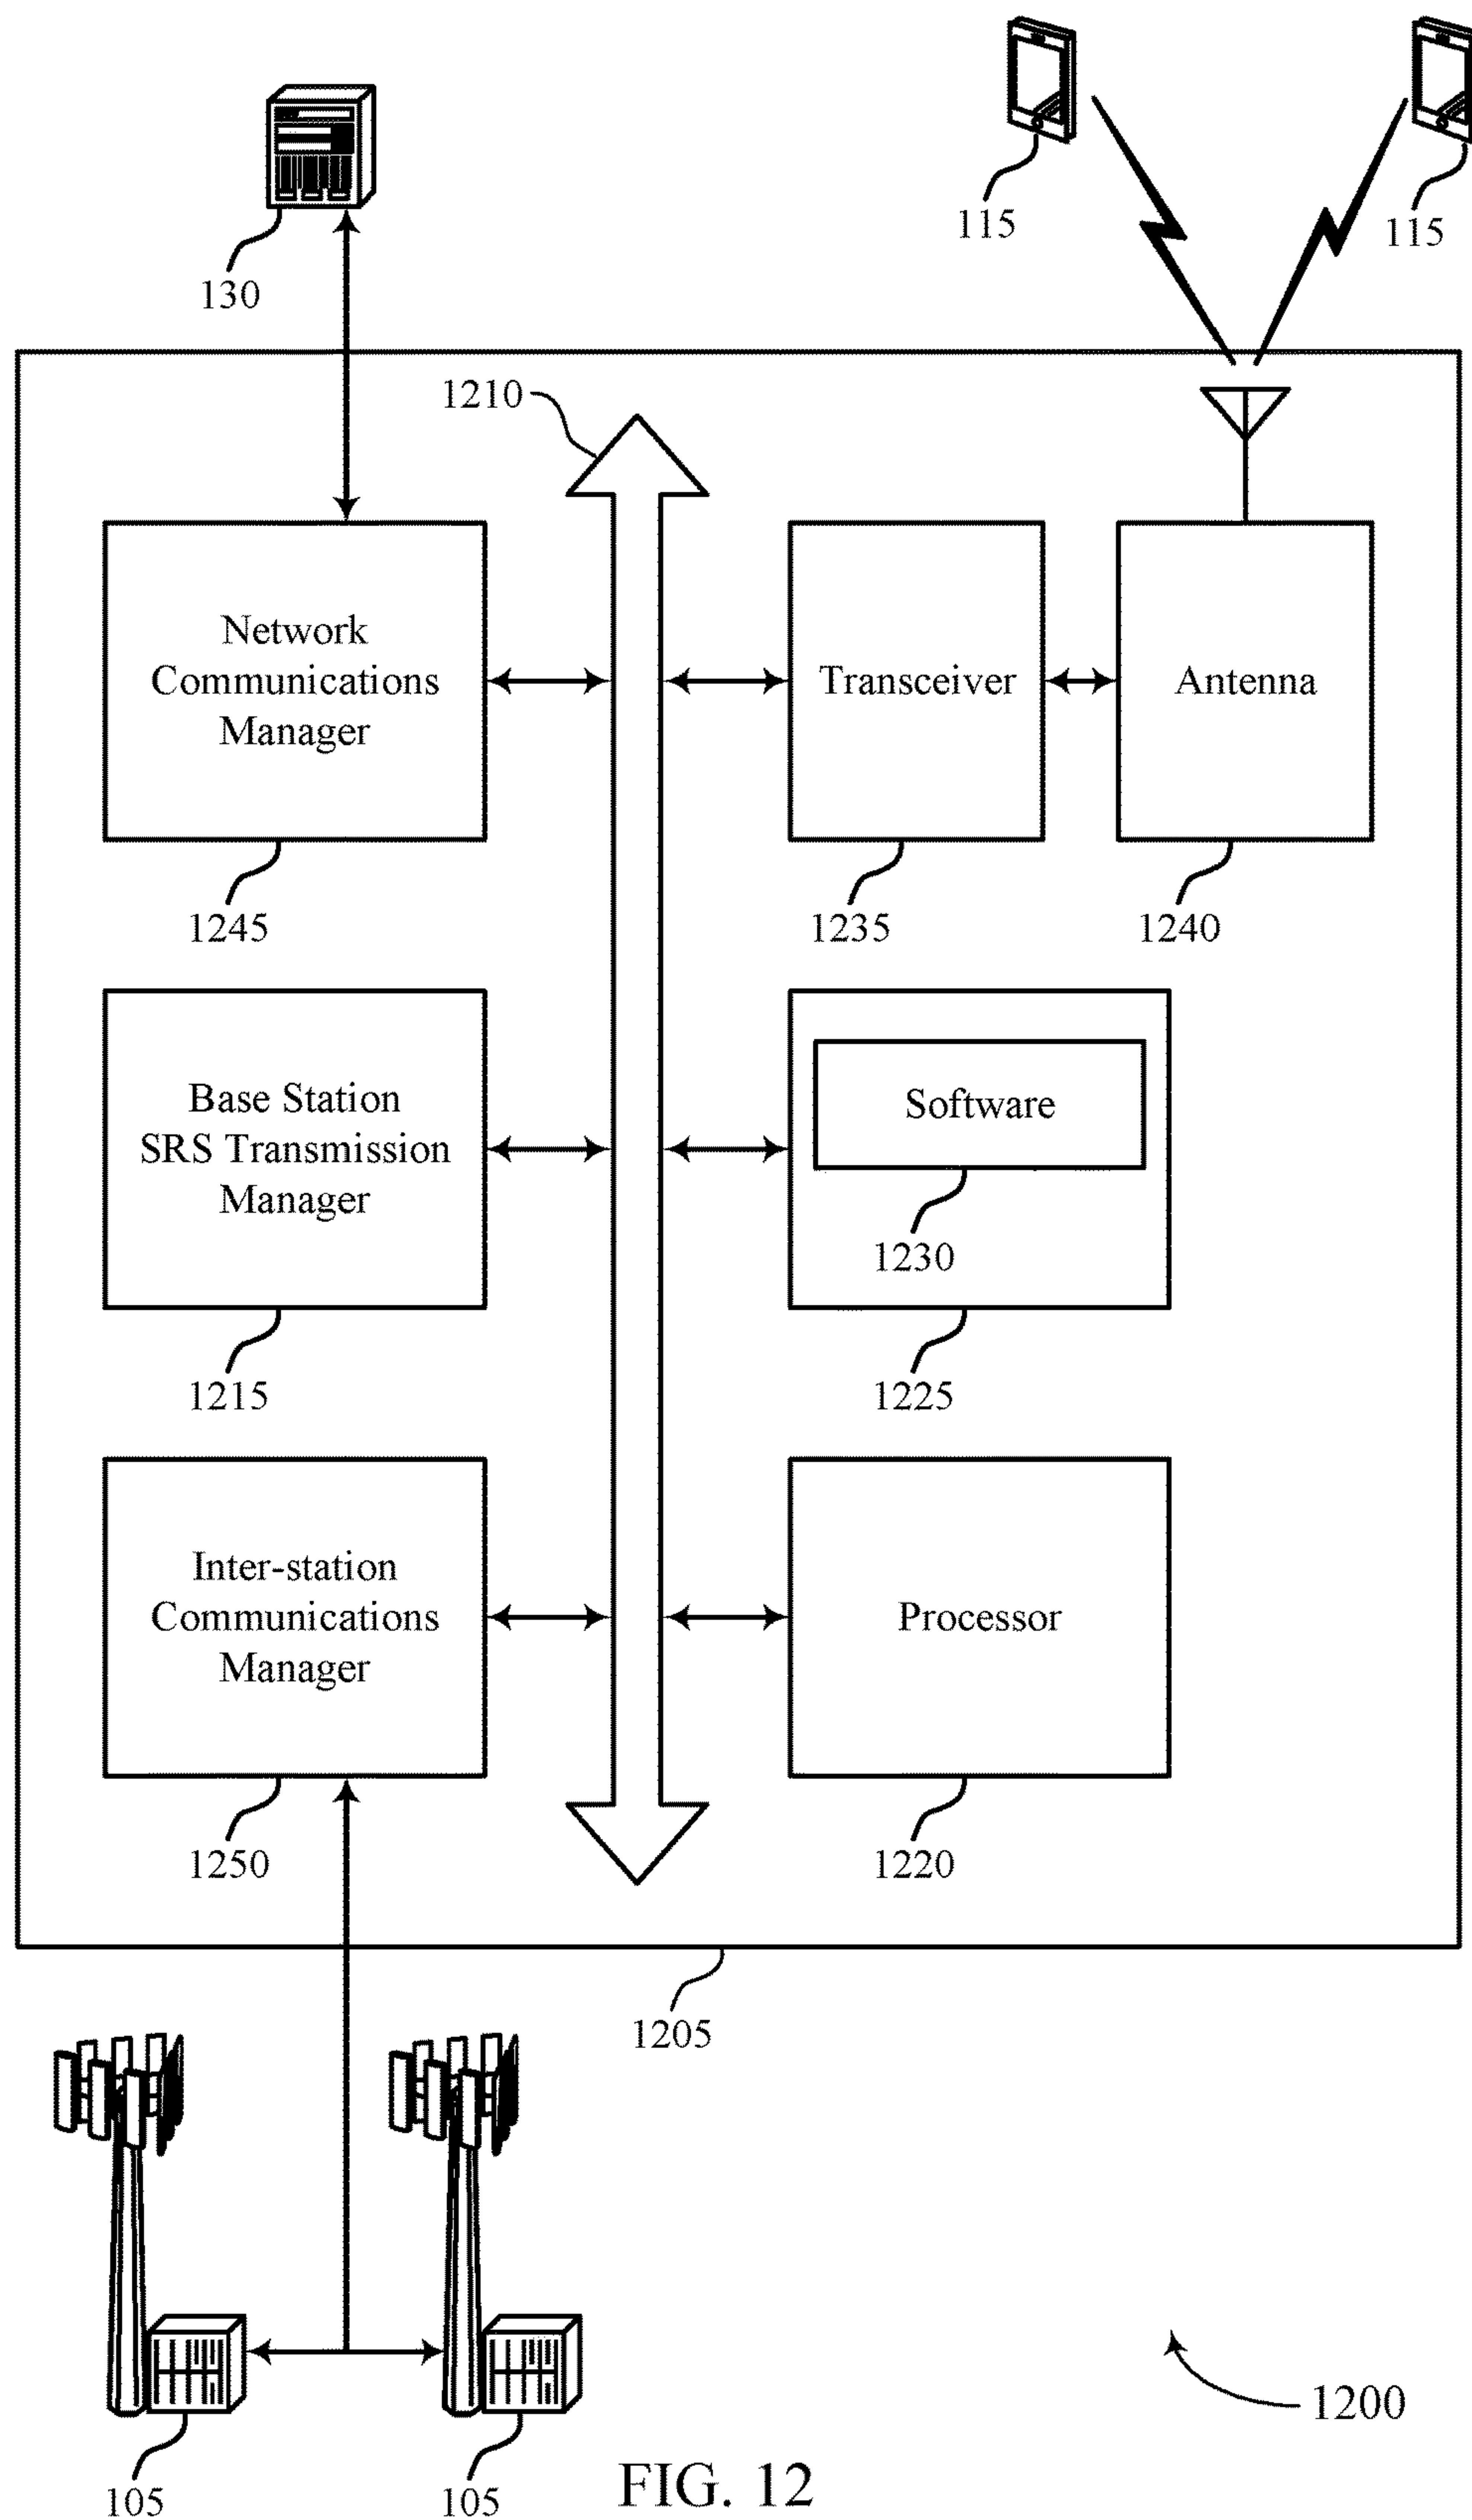 115
115
130
1210
Network
Communications
Manager
Transceiver
Antenna
1245
1235
1240
Base Station
SRS Transmission
Manager
Software
1230
1215
1225
Inter-station
Communications
Manager
Processor
1250
1220
1205
1200
105
105
FIG. 12